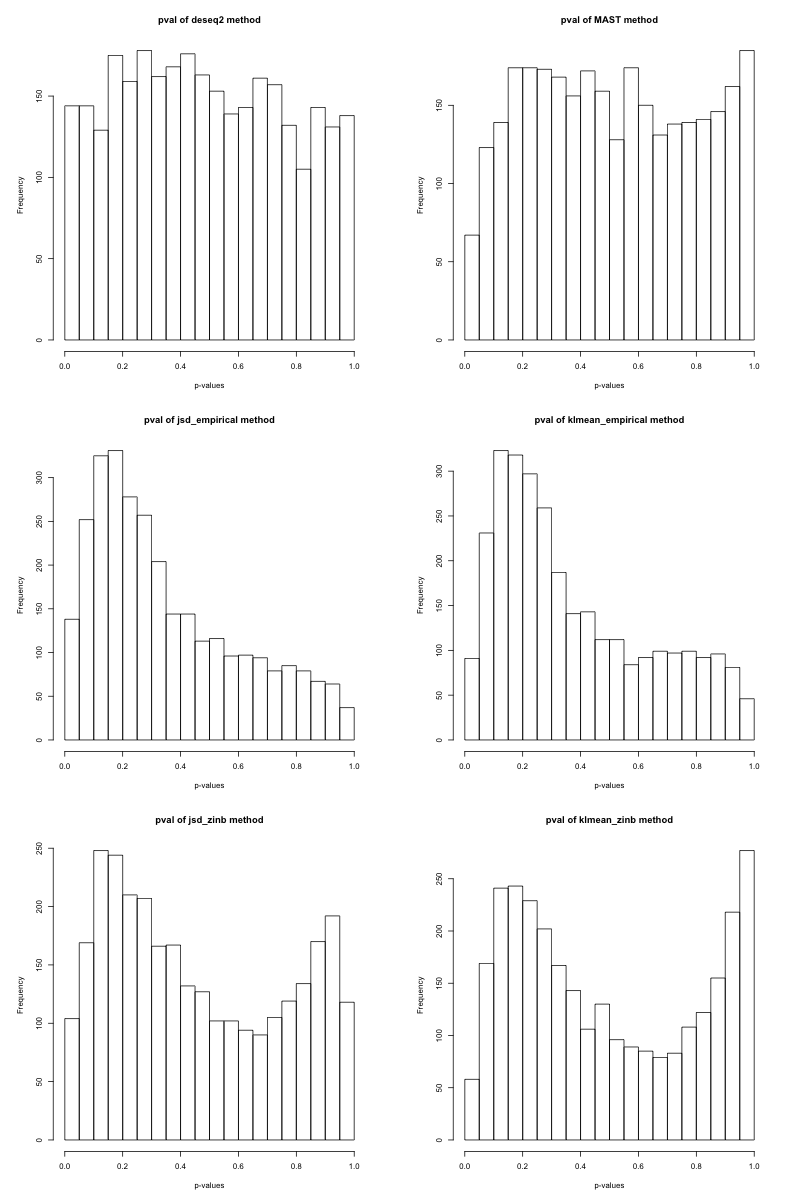 pval of deseq2 method
Frequency
0 50 100 150
0.0 0.2 0.4 0.6 0.8 1.0
p-values
pval of MAST method
Frequency
0 50 100 150
0.0 0.2 0.4 0.6 0.8 1.0
p-values
pval of jsd_empirical method
Frequency
0 50 100 150 200 250 300
0.0 0.2 0.4 0.6 0.8 1.0
p-values
pval of klmean_empirical method
Frequency
0 50 100 150 200 250 300
0.0 0.2 0.4 0.6 0.8 1.0
p-values
pval of jsd_zinb method
Frequency
0 50 100 150 200 250
0.0 0.2 0.4 0.6 0.8 1.0
p-values
pval of klmean_zinb method
Frequency
0 50 100 150 200 250
0.0 0.2 0.4 0.6 0.8 1.0
p-values